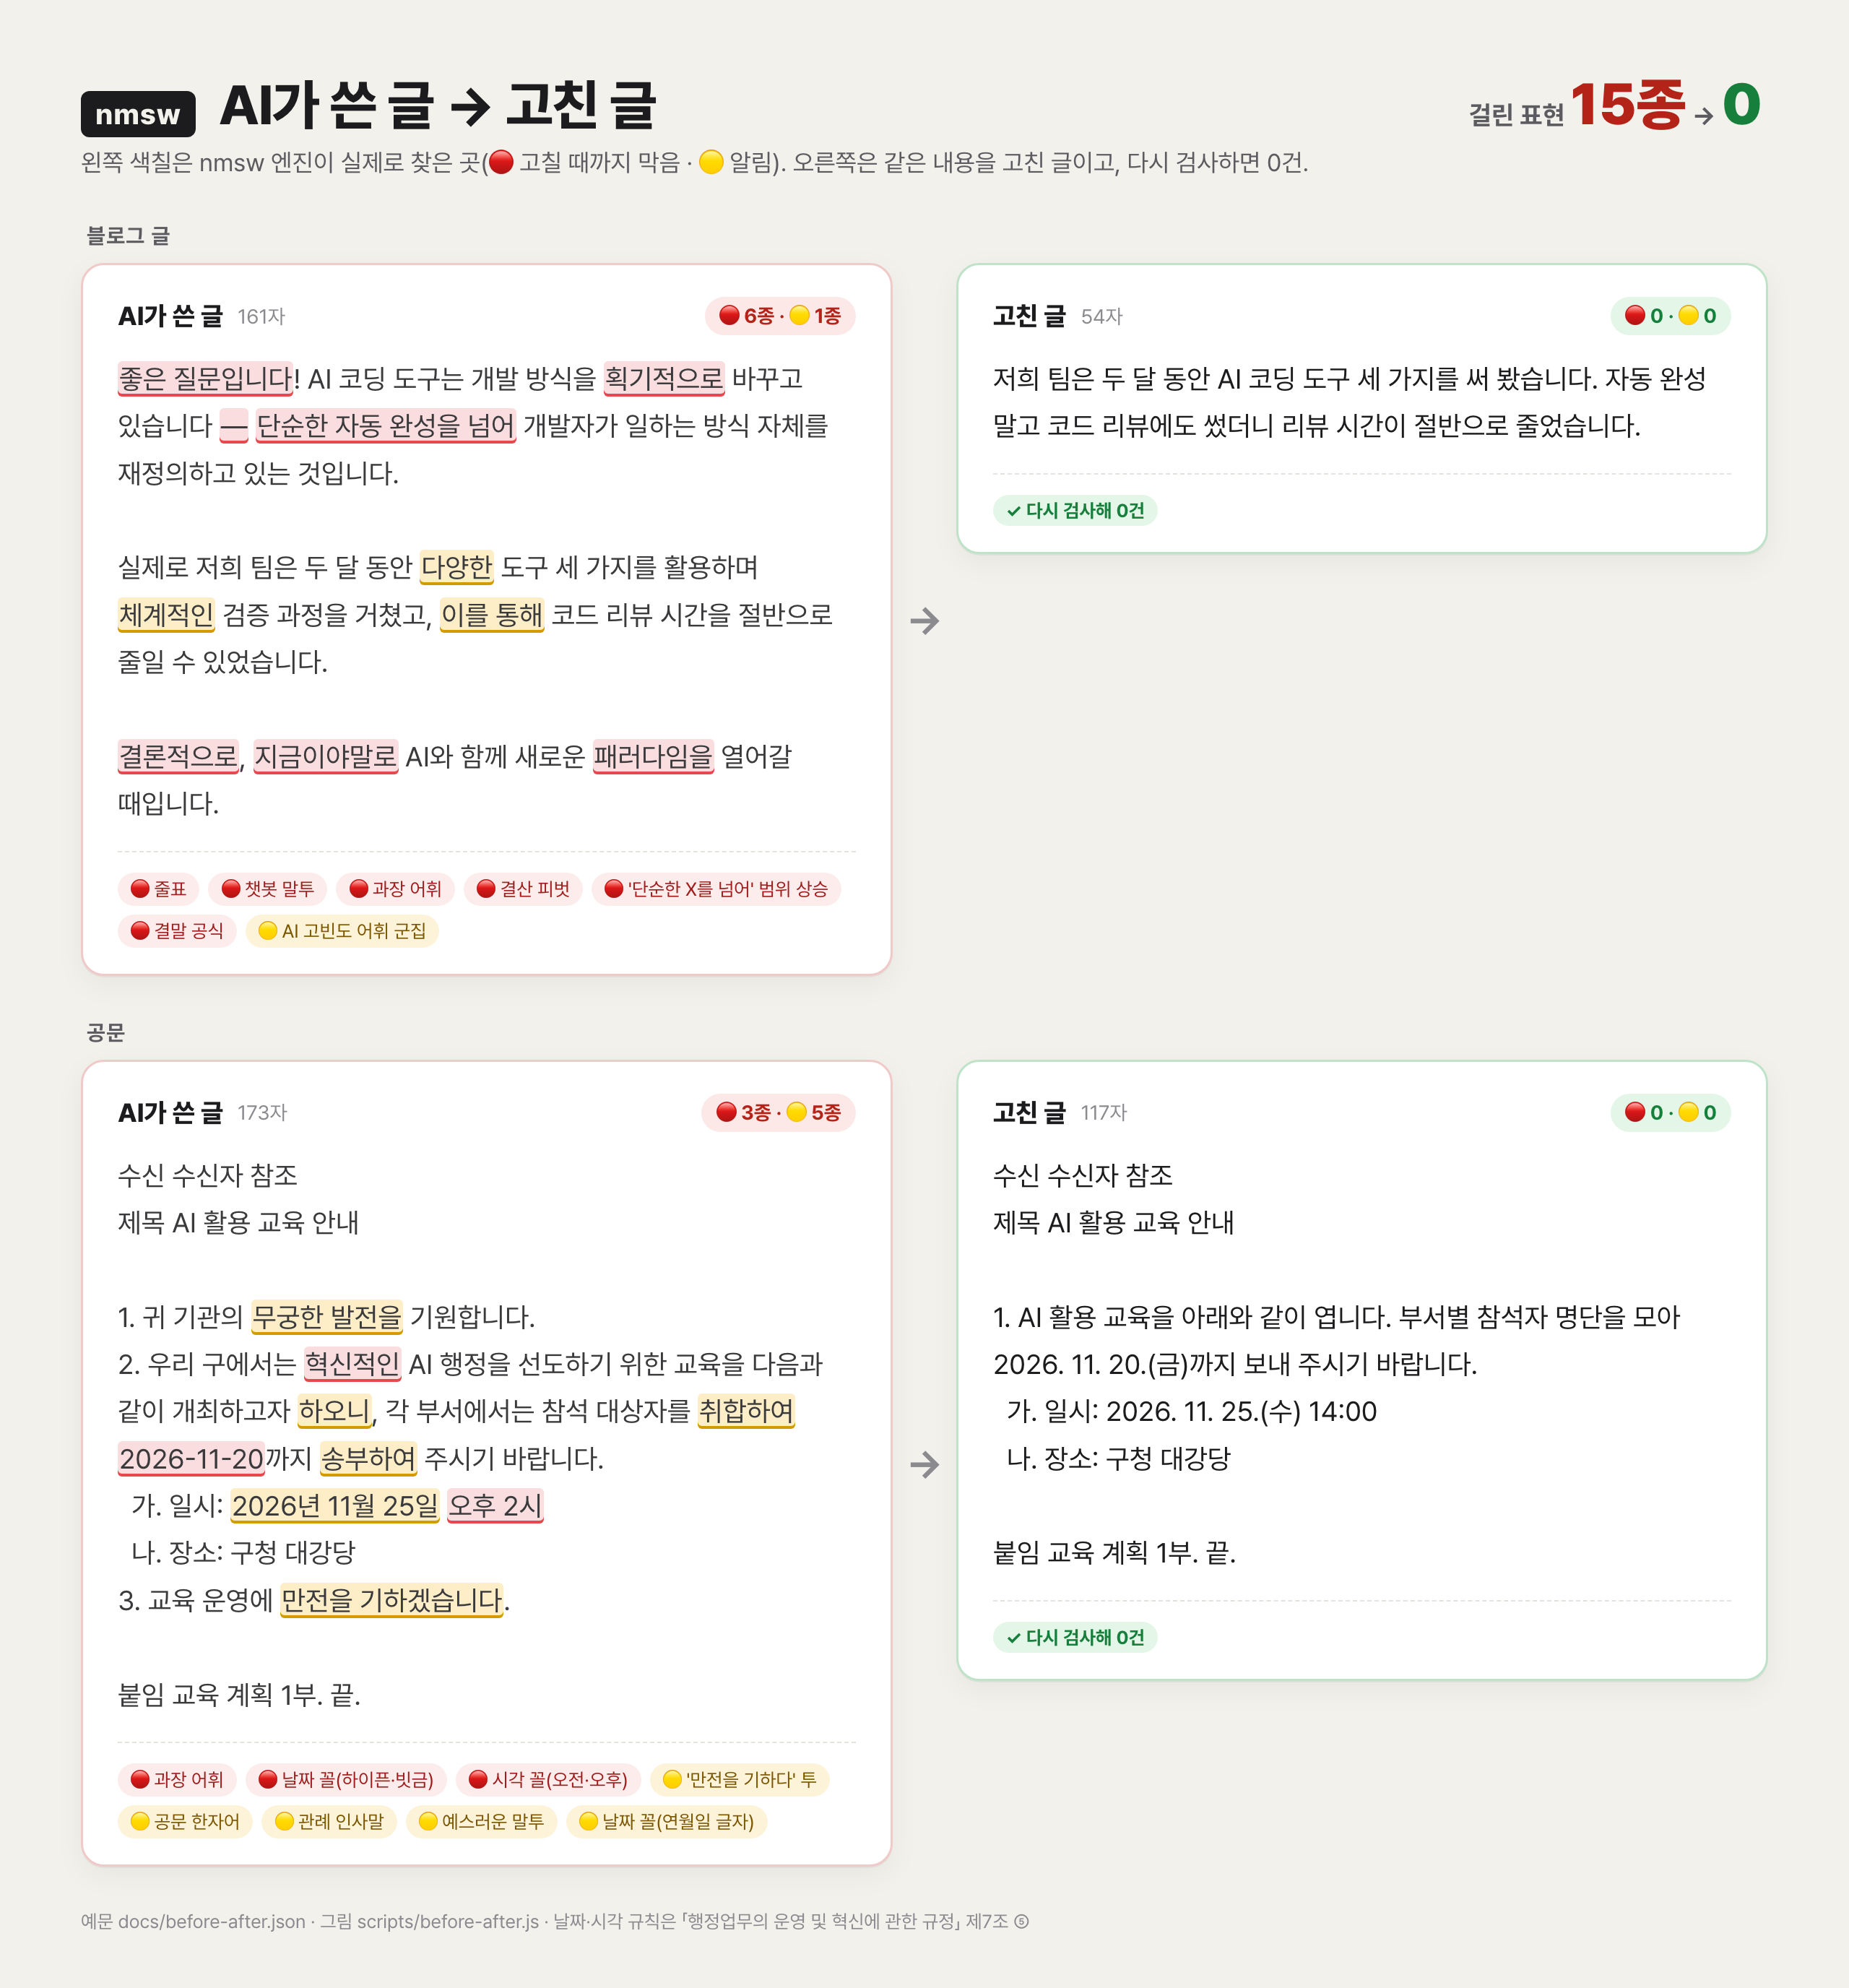 nmsw AI가 쓴 글 → 고친 글
걸린 표현 15종 → 0
왼쪽 색칠은 nmsw 엔진이 실제로 찾은 곳(🔴 고칠 때까지 막음 · 🟡 알림). 오른쪽은 같은 내용을 고친 글이고, 다시 검사하면 0건.
블로그 글
AI가 쓴 글 161자
🔴 6종 · 🟡 1종
좋은 질문입니다! AI 코딩 도구는 개발 방식을 획기적으로 바꾸고
있습니다 — 단순한 자동 완성을 넘어 개발자가 일하는 방식 자체를
재정의하고 있는 것입니다.
실제로 저희 팀은 두 달 동안 다양한 도구 세 가지를 활용하며
체계적인 검증 과정을 거쳤고, 이를 통해 코드 리뷰 시간을 절반으로
줄일 수 있었습니다.
결론적으로, 지금이야말로 AI와 함께 새로운 패러다임을 열어갈
때입니다.
🔴 줄표 🔴 챗봇 말투 🔴 과장 어휘 🔴 결산 피벗 🔴 '단순한 X를 넘어' 범위 상승
🔴 결말 공식 🟡 AI 고빈도 어휘 군집
→
고친 글 54자
🔴 0 · 🟡 0
저희 팀은 두 달 동안 AI 코딩 도구 세 가지를 써 봤습니다. 자동 완성
말고 코드 리뷰에도 썼더니 리뷰 시간이 절반으로 줄었습니다.
✓ 다시 검사해 0건
공문
AI가 쓴 글 173자
🔴 3종 · 🟡 5종
수신 수신자 참조
제목 AI 활용 교육 안내
1. 귀 기관의 무궁한 발전을 기원합니다.
2. 우리 구에서는 혁신적인 AI 행정을 선도하기 위한 교육을 다음과
같이 개최하고자 하오니, 각 부서에서는 참석 대상자를 취합하여
2026-11-20까지 송부하여 주시기 바랍니다.
가. 일시: 2026년 11월 25일 오후 2시
나. 장소: 구청 대강당
3. 교육 운영에 만전을 기하겠습니다.
붙임 교육 계획 1부. 끝.
🔴 과장 어휘 🔴 날짜 꼴(하이픈·빗금) 🔴 시각 꼴(오전·오후) 🟡 '만전을 기하다' 투
🟡 공문 한자어 🟡 관례 인사말 🟡 예스러운 말투 🟡 날짜 꼴(연월일 글자)
→
고친 글 117자
🔴 0 · 🟡 0
수신 수신자 참조
제목 AI 활용 교육 안내
1. AI 활용 교육을 아래와 같이 엽니다. 부서별 참석자 명단을 모아
2026. 11. 20.(금)까지 보내 주시기 바랍니다.
가. 일시: 2026. 11. 25.(수) 14:00
나. 장소: 구청 대강당
붙임 교육 계획 1부. 끝.
✓ 다시 검사해 0건
예문 docs/before-after.json · 그림 scripts/before-after.js · 날짜·시각 규칙은 「행정업무의 운영 및 혁신에 관한 규정」 제7조 ⑤